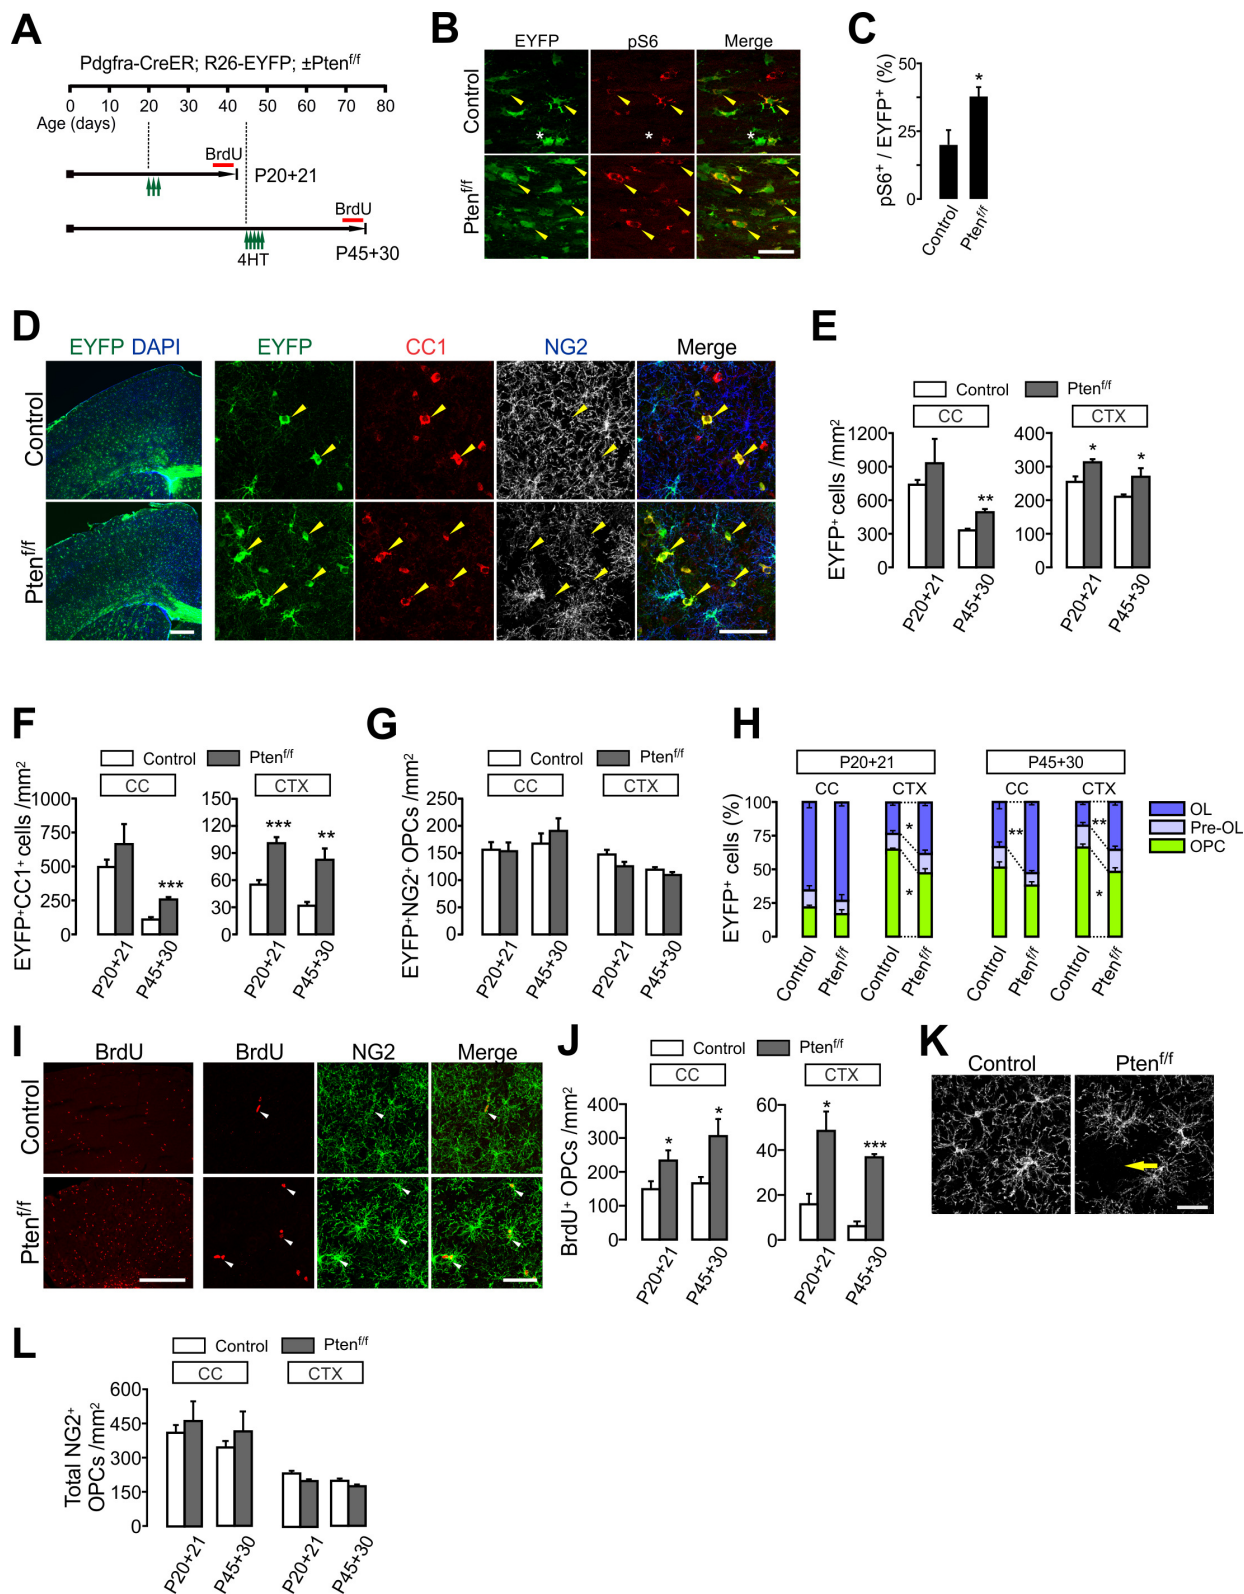 A
Pdgfra-CreER; R26-EYFP; ±Pten^f/f
0 10 20 30 40 50 60 70 80
Age (days)
BrdU
P20+21
BrdU
P45+30
4HT
B
EYFP pS6 Merge
Control
*
*
*
Pten^f/f
C
pS6⁺ / EYFP⁺ (%)
50
25
0
*
Control
Pten^f/f
D
EYFP DAPI
EYFP
CC1
NG2
Merge
Control
Pten^f/f
E
Control Pten^f/f
CC CTX
EYFP⁺ cells /mm²
1200
900
600
300
0
**
P20+21
P45+30
400
300
200
100
0
*
*
P20+21
P45+30
F
Control Pten^f/f
CC CTX
EYFP⁺CC1⁺ cells /mm²
1000
750
500
250
0
***
P20+21
P45+30
150
120
90
60
30
0
***
**
P20+21
P45+30
G
Control Pten^f/f
CC CTX
EYFP⁺NG2⁺ OPCs /mm²
250
200
150
100
50
0
P20+21
P45+30
P20+21
P45+30
H
P20+21 P45+30
CC CTX CC CTX
EYFP⁺ cells (%)
100
75
50
25
0
*
*
**
**
*
OL
Pre-OL
OPC
Control
Pten^f/f
Control
Pten^f/f
Control
Pten^f/f
Control
Pten^f/f
I
BrdU BrdU NG2 Merge
Control
Pten^f/f
J
Control Pten^f/f
CC CTX
BrdU⁺ OPCs /mm²
400
300
200
100
0
*
*
P20+21
P45+30
60
40
20
0
*
***
P20+21
P45+30
K
Control Pten^f/f
L
Control Pten^f/f
CC CTX
Total NG2⁺
OPCs /mm²
600
450
300
150
0
P20+21
P45+30
P20+21
P45+30